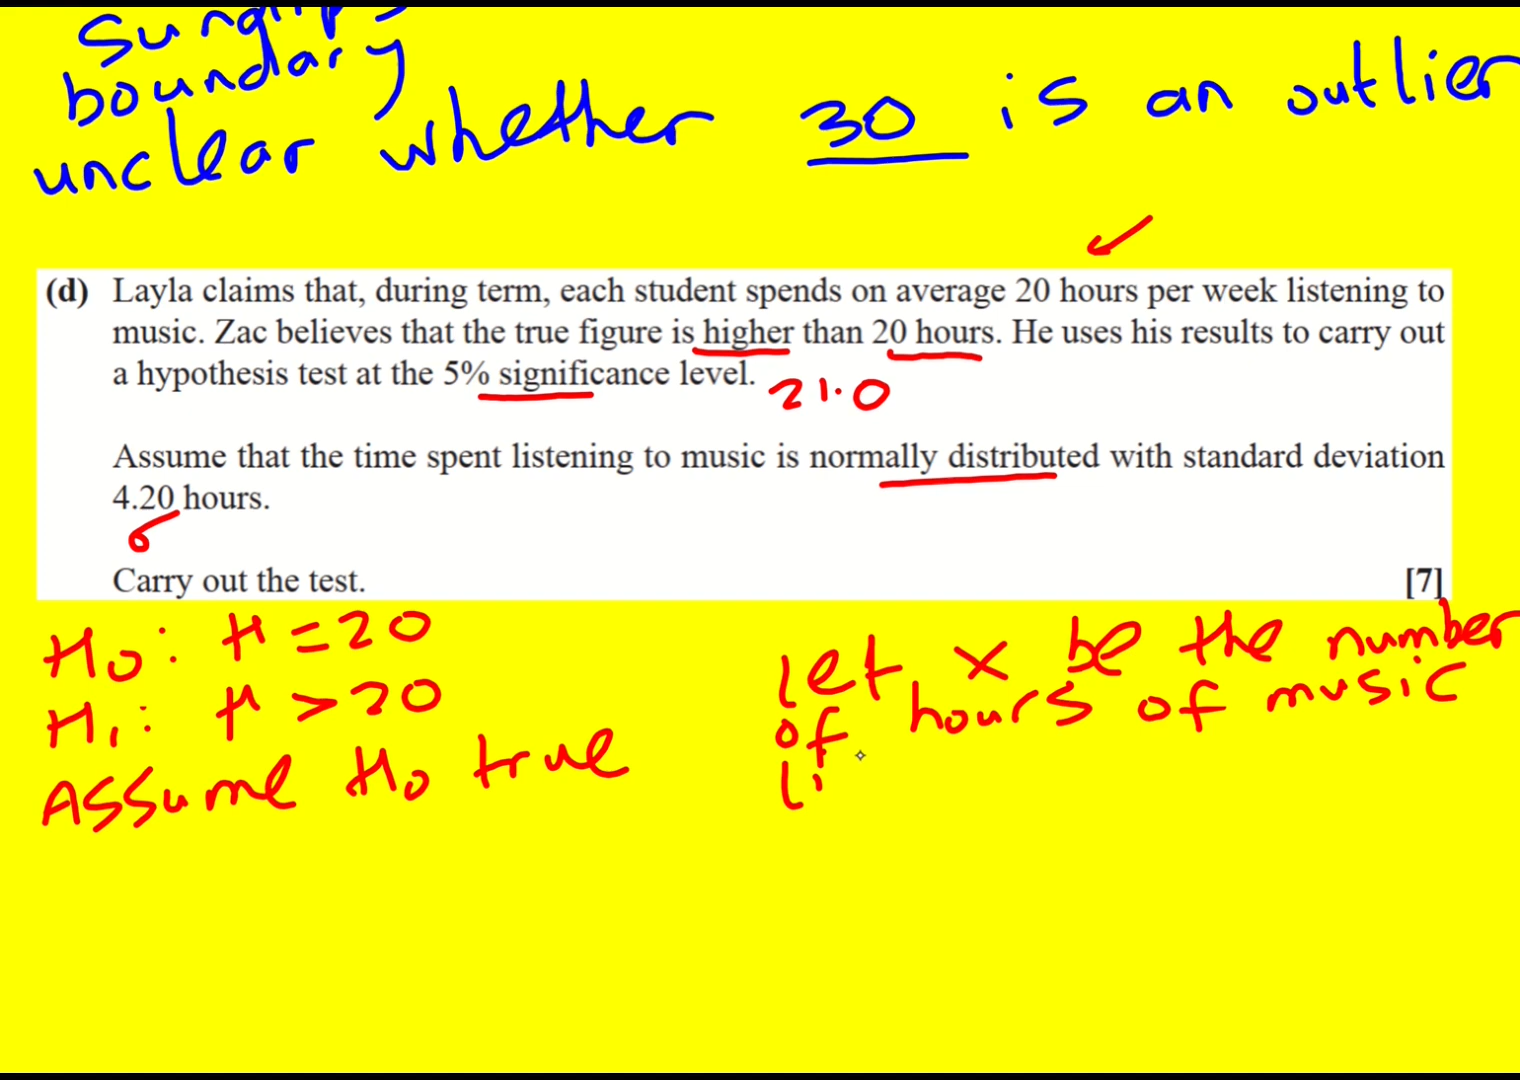 boundary
unclear whether 30 is an outlier
(d) Layla claims that, during term, each student spends on average 20 hours per week listening to
music. Zac believes that the true figure is higher than 20 hours. He uses his results to carry out
a hypothesis test at the 5% significance level.
21.0
Assume that the time spent listening to music is normally distributed with standard deviation
4.20 hours.
σ
Carry out the test. [7]
H₀: μ = 20
H₁: μ > 20
Assume H₀ true
let x be the number
of hours of music
li